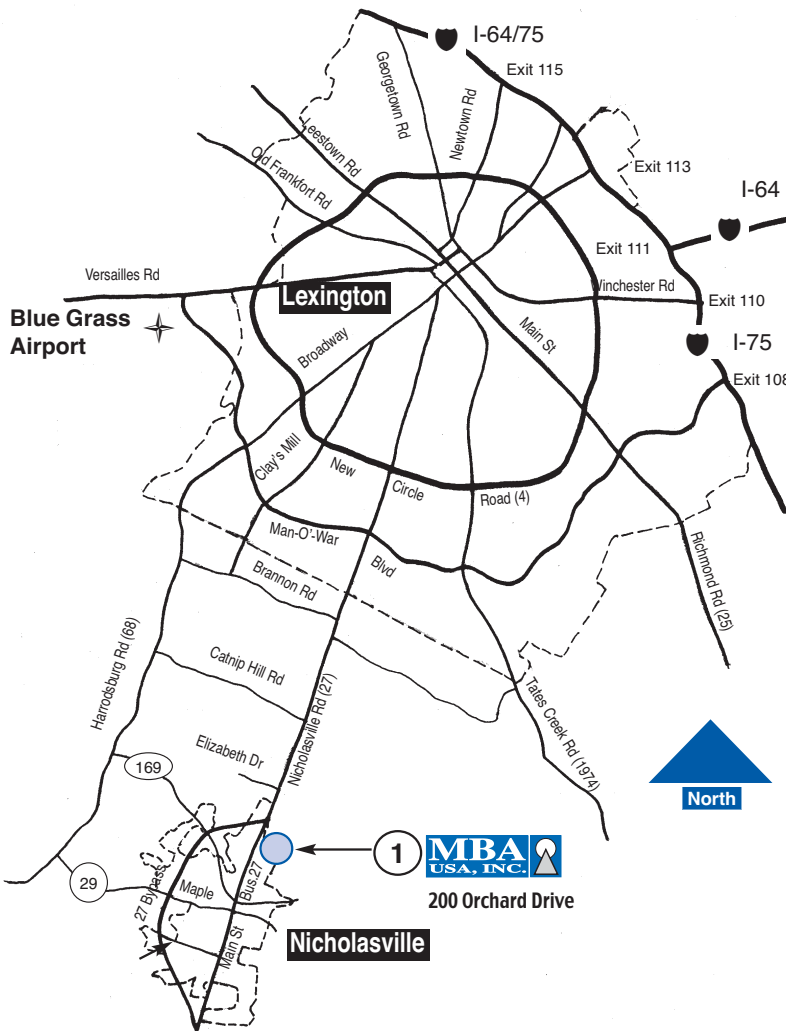 I-64/75
Exit 115
Georgetown Rd
Newtown Rd
Leestown Rd
Old Frankfort Rd
Exit 113
I-64
Exit 111
Versailles Rd
Winchester Rd
Exit 110
Lexington
Blue Grass
Airport
Broadway
Main St
I-75
Exit 108
Clay's Mill
New
Circle
Road (4)
Man-O'-War
Blvd
Brannon Rd
Richmond Rd (25)
Harrodsburg Rd (68)
Catnip Hill Rd
Nicholasville Rd (27)
Tates Creek Rd (1974)
Elizabeth Dr
169
North
1
MBA
USA, INC.
200 Orchard Drive
29
27 Bypass
Maple
Bus.27
Main St
Nicholasville